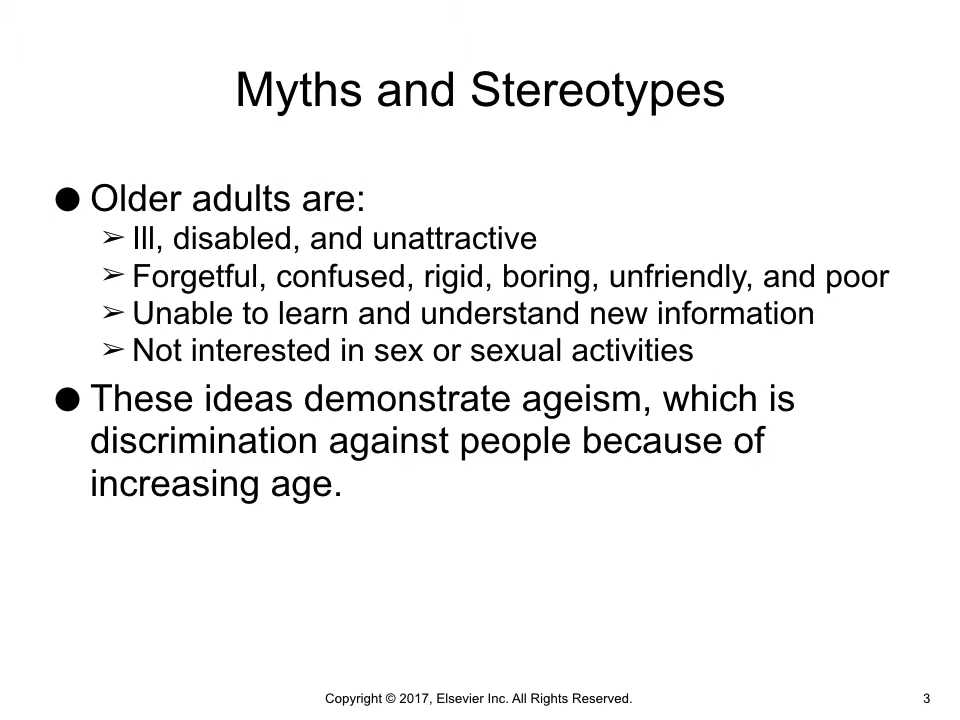 Myths and Stereotypes
● Older adults are:
➢ Ill, disabled, and unattractive
➢ Forgetful, confused, rigid, boring, unfriendly, and poor
➢ Unable to learn and understand new information
➢ Not interested in sex or sexual activities
● These ideas demonstrate ageism, which is
discrimination against people because of
increasing age.
Copyright © 2017, Elsevier Inc. All Rights Reserved.
3